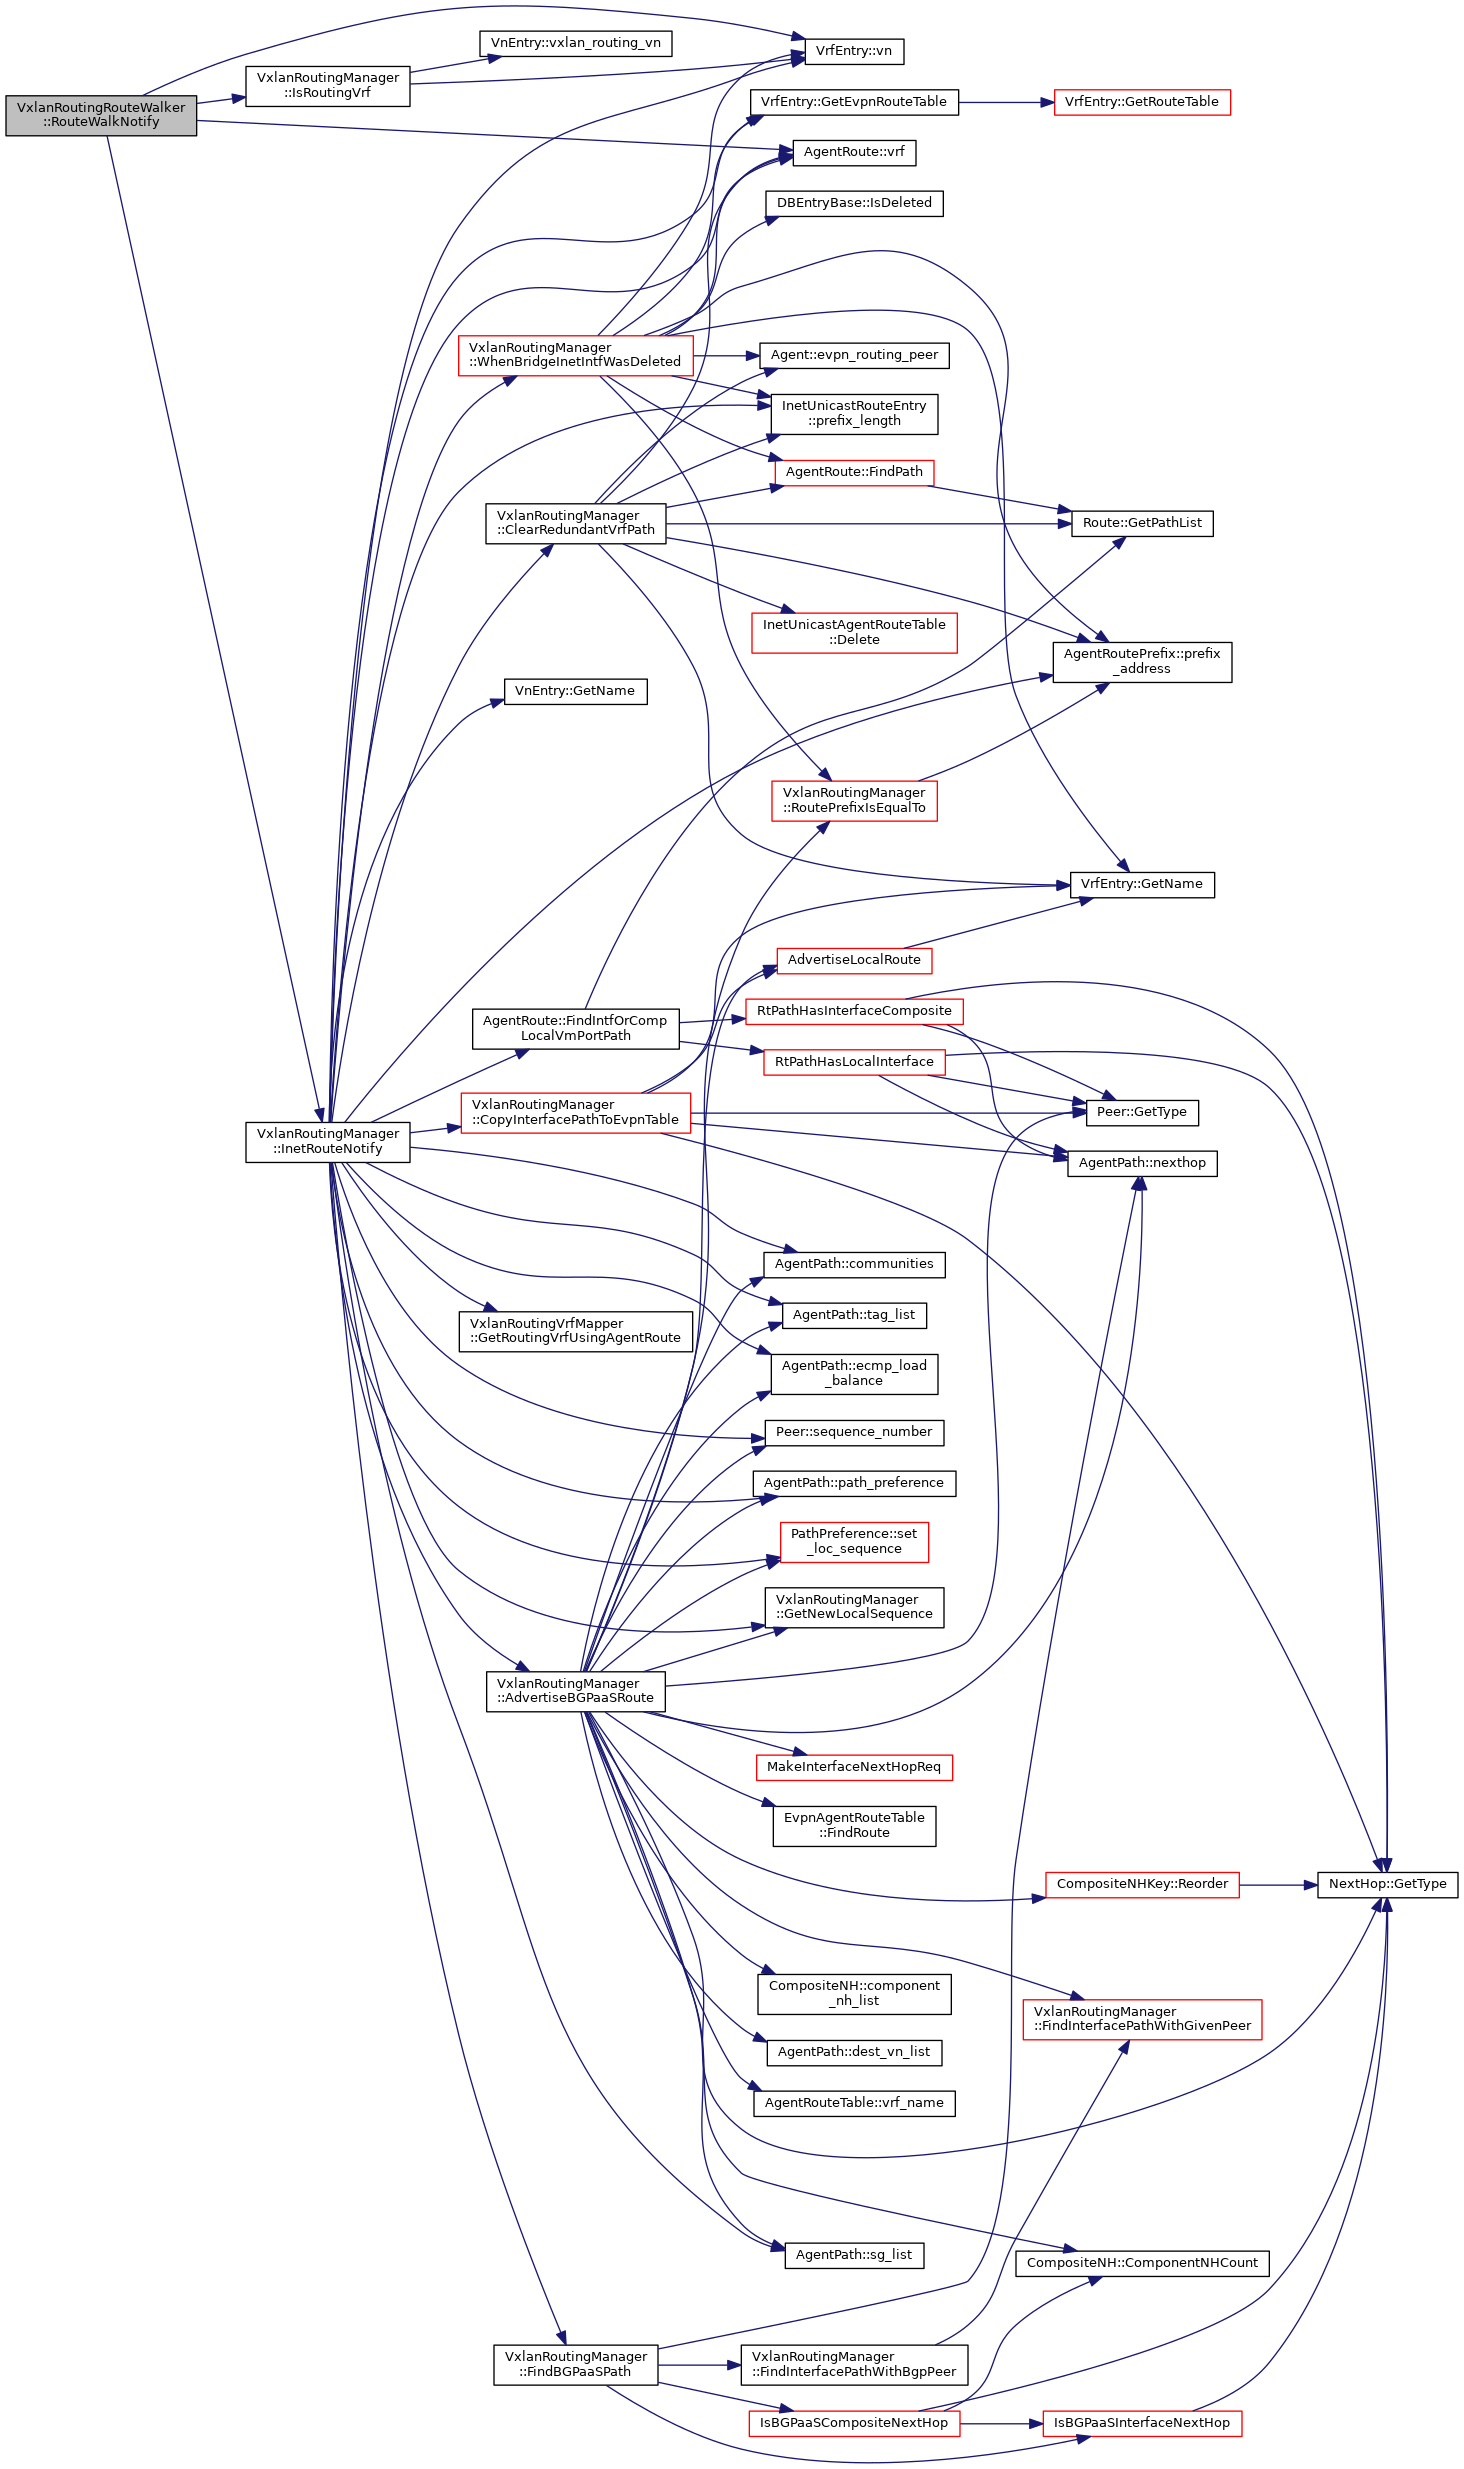 VxlanRoutingRouteWalker
::RouteWalkNotify
VxlanRoutingManager
::IsRoutingVrf
VnEntry::vxlan_routing_vn
VrfEntry::vn
VrfEntry::GetEvpnRouteTable
VrfEntry::GetRouteTable
AgentRoute::vrf
DBEntryBase::IsDeleted
VxlanRoutingManager
::WhenBridgeInetIntfWasDeleted
Agent::evpn_routing_peer
InetUnicastRouteEntry
::prefix_length
AgentRoute::FindPath
VxlanRoutingManager
::ClearRedundantVrfPath
Route::GetPathList
InetUnicastAgentRouteTable
::Delete
AgentRoutePrefix::prefix
_address
VnEntry::GetName
VxlanRoutingManager
::RoutePrefixIsEqualTo
VrfEntry::GetName
AdvertiseLocalRoute
AgentRoute::FindIntfOrComp
LocalVmPortPath
RtPathHasInterfaceComposite
RtPathHasLocalInterface
VxlanRoutingManager
::CopyInterfacePathToEvpnTable
Peer::GetType
VxlanRoutingManager
::InetRouteNotify
AgentPath::nexthop
AgentPath::communities
AgentPath::tag_list
VxlanRoutingVrfMapper
::GetRoutingVrfUsingAgentRoute
AgentPath::ecmp_load
_balance
Peer::sequence_number
AgentPath::path_preference
PathPreference::set
_loc_sequence
VxlanRoutingManager
::GetNewLocalSequence
VxlanRoutingManager
::AdvertiseBGPaaSRoute
MakeInterfaceNextHopReq
EvpnAgentRouteTable
::FindRoute
CompositeNHKey::Reorder
NextHop::GetType
CompositeNH::component
_nh_list
VxlanRoutingManager
::FindInterfacePathWithGivenPeer
AgentPath::dest_vn_list
AgentRouteTable::vrf_name
AgentPath::sg_list
CompositeNH::ComponentNHCount
VxlanRoutingManager
::FindBGPaaSPath
VxlanRoutingManager
::FindInterfacePathWithBgpPeer
IsBGPaaSCompositeNextHop
IsBGPaaSInterfaceNextHop